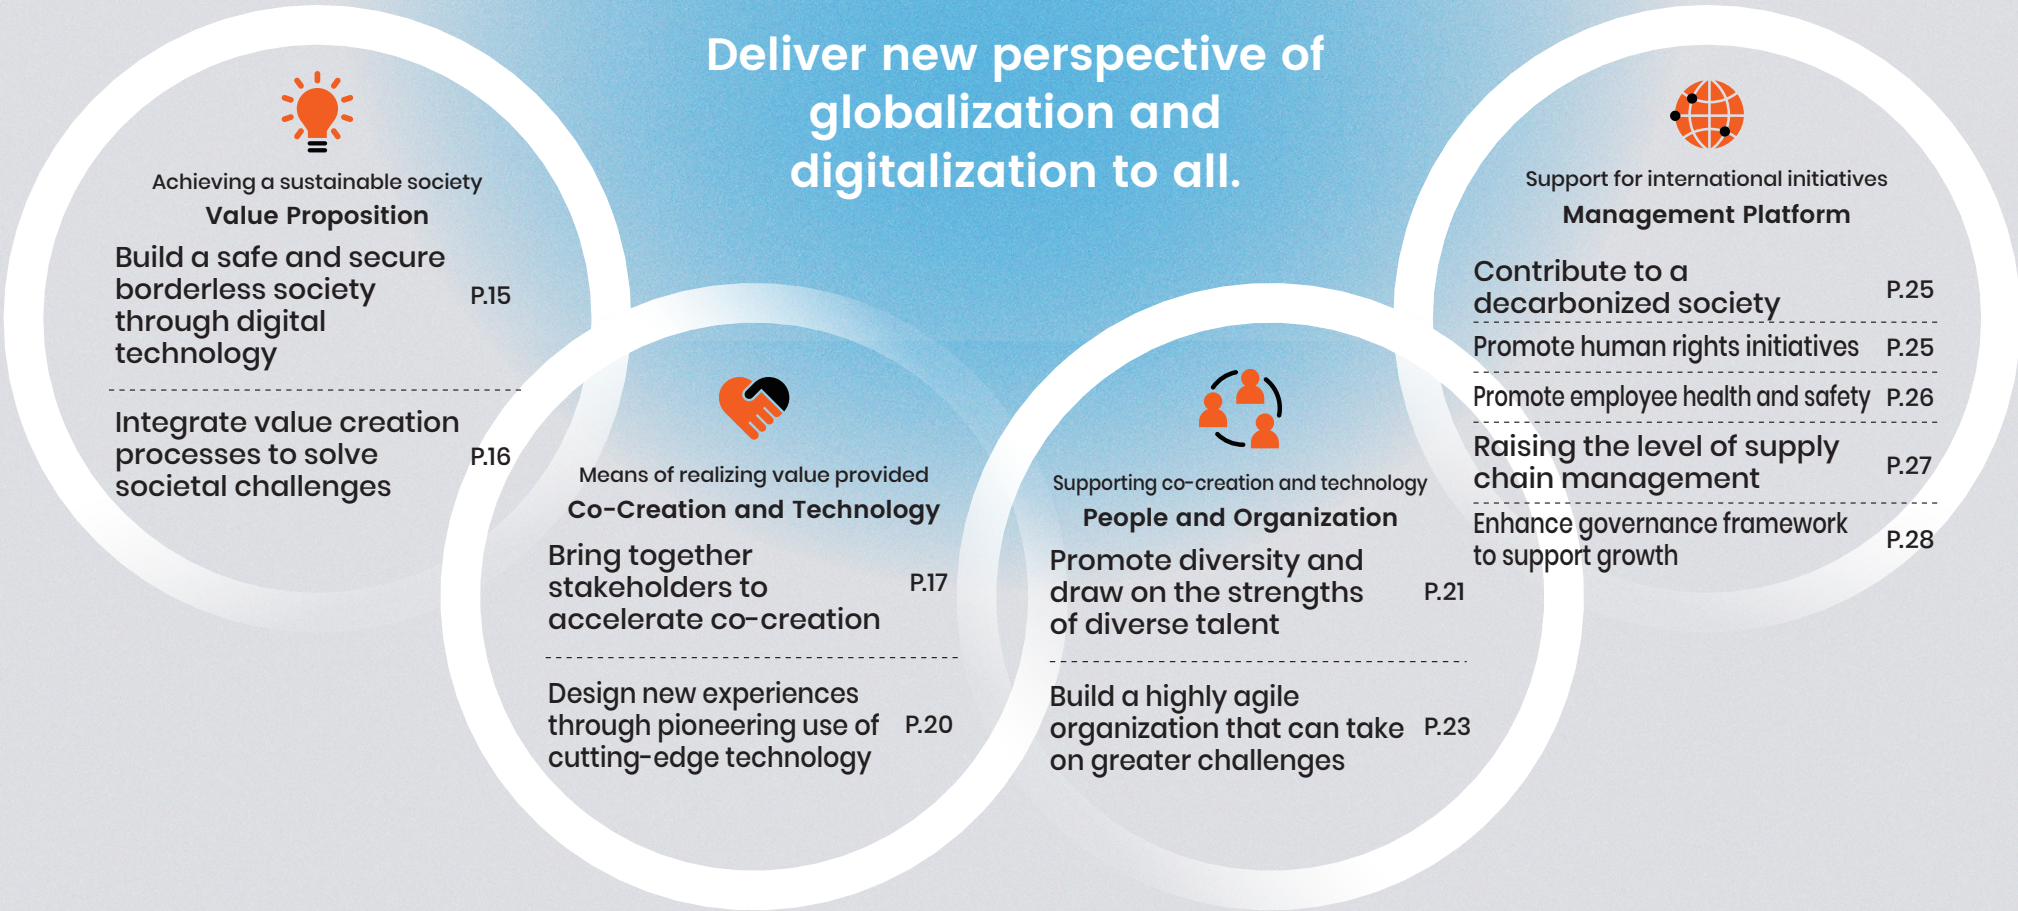 Deliver new perspective of
globalization and
digitalization to all.
Achieving a sustainable society
Value Proposition
Build a safe and secure
borderless society
through digital
technology
P.15
Integrate value creation
processes to solve
societal challenges
P.16
Means of realizing value provided
Co-Creation and Technology
Bring together
stakeholders to
accelerate co-creation
P.17
Design new experiences
through pioneering use of
cutting-edge technology
P.20
Supporting co-creation and technology
People and Organization
Promote diversity and
draw on the strengths
of diverse talent
P.21
Build a highly agile
organization that can take
on greater challenges
P.23
Support for international initiatives
Management Platform
Contribute to a
decarbonized society
P.25
Promote human rights initiatives P.25
Promote employee health and safety P.26
Raising the level of supply
chain management
P.27
Enhance governance framework
to support growth
P.28